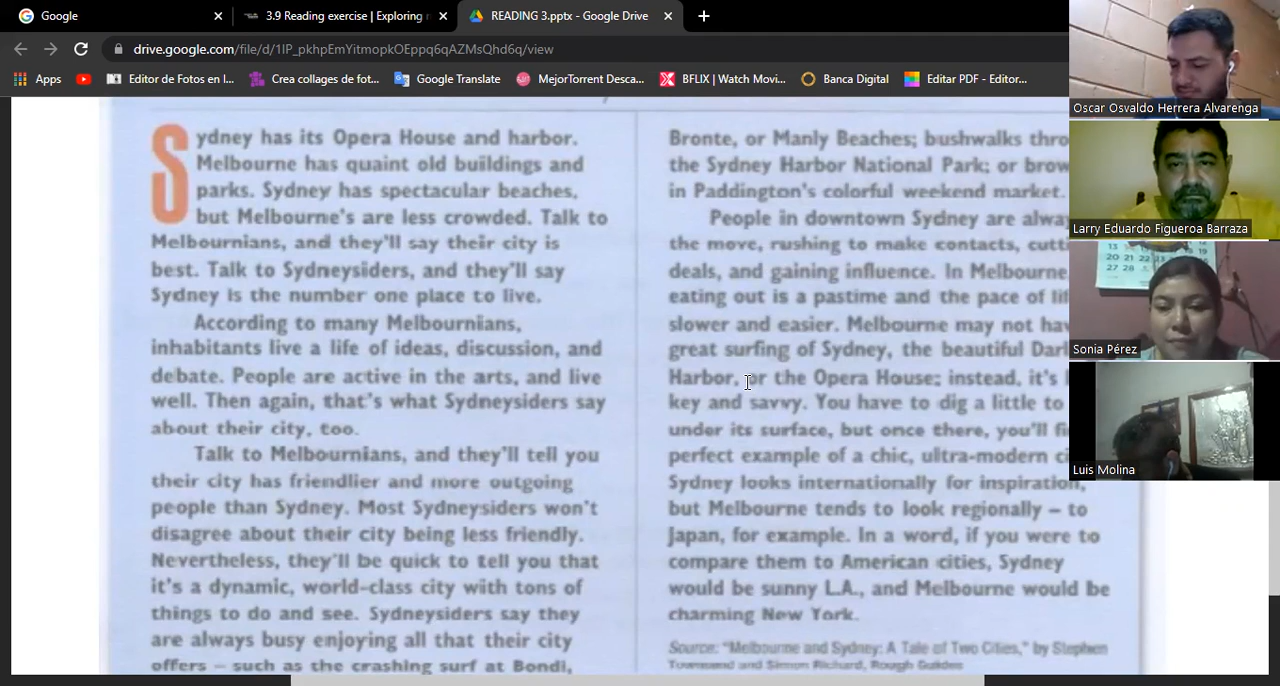 Google
3.9 Reading exercise | Exploring
READING 3.pptx - Google Drive
drive.google.com/file/d/1IP_pkhpEmYitmopkOEppq6qAZMsQhd6q/view
Apps
Editor de Fotos en l...
Crea collages de fot...
Google Translate
MejorTorrent Desca...
BFLIX | Watch Movi...
Banca Digital
Editar PDF - Editor...
Sydney has its Opera House and harbor.
Melbourne has quaint old buildings and
parks. Sydney has spectacular beaches,
but Melbourne's are less crowded. Talk to
Melbournians, and they'll say their city is
best. Talk to Sydneysiders, and they'll say
Sydney is the number one place to live.
According to many Melbournians,
inhabitants live a life of ideas, discussion, and
debate. People are active in the arts, and live
well. Then again, that's what Sydneysiders say
about their city, too.
Talk to Melbournians, and they'll tell you
their city has friendlier and more outgoing
people than Sydney. Most Sydneysiders won't
disagree about their city being less friendly.
Nevertheless, they'll be quick to tell you that
it's a dynamic, world-class city with tons of
things to do and see. Sydneysiders say they
are always busy enjoying all that their city
offers – such as the crashing surf at Bondi,
Bronte, or Manly Beaches; bushwalks thro
the Sydney Harbor National Park; or brow
in Paddington's colorful weekend market.
People in downtown Sydney are alwa
the move, rushing to make contacts, cutt
deals, and gaining influence. In Melbourne
eating out is a pastime and the pace of lif
slower and easier. Melbourne may not hav
great surfing of Sydney, the beautiful Dar
Harbor, or the Opera House; instead, it's
key and savvy. You have to dig a little to
under its surface, but once there, you'll fi
perfect example of a chic, ultra-modern ci
Sydney looks internationally for inspiration,
but Melbourne tends to look regionally – to
Japan, for example. In a word, if you were to
compare them to American cities, Sydney
would be sunny L.A., and Melbourne would be
charming New York.
Source: "Melbourne and Sydney: A Tale of Two Cities," by Stephen
Townsend and Simon Richard, Rough Guides
Oscar Osvaldo Herrera Alvarenga
Larry Eduardo Figueroa Barraza
13
20 21 22
27 28
18
Sonia Pérez
Luis Molina